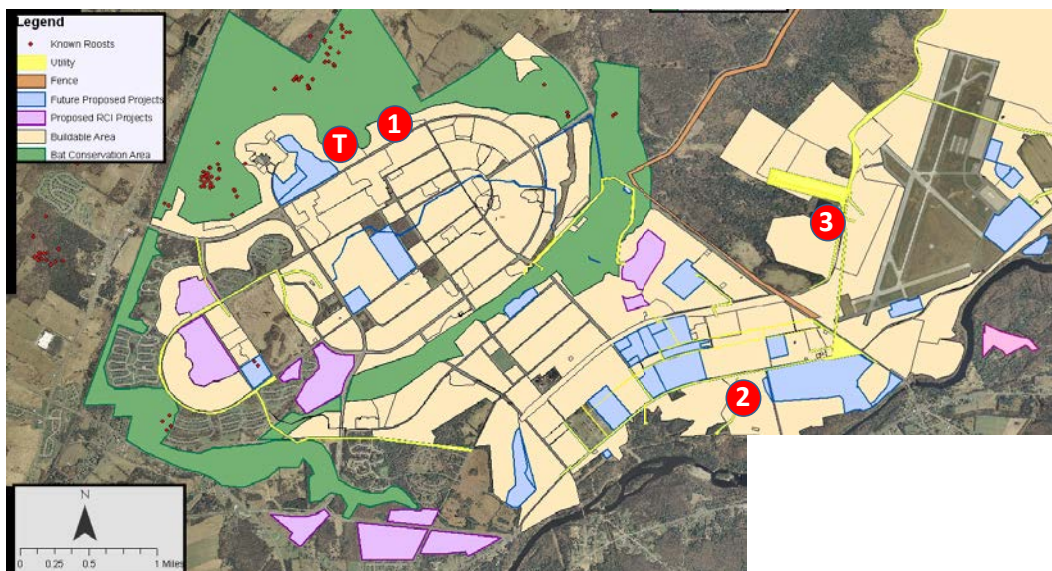 Legend
Known Roosts
Utility
Fence
Future Proposed Projects
Proposed RCI Projects
Buildable Area
Bat Conservation Area
T
1
3
2
N
0 0.25 0.5 1 Miles